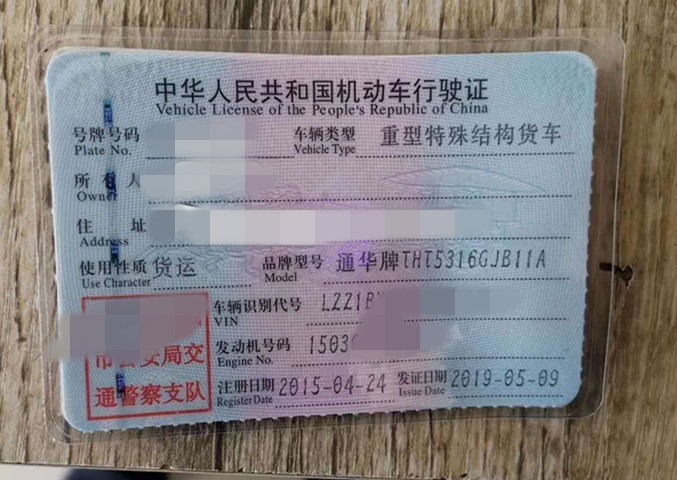 中华人民共和国机动车行驶证
Vehicle License of the People's Republic of China
号牌号码 车辆类型 重型特殊结构货车
Plate No. Vehicle Type
所有人
Owner
住 址
Address
使用性质 货运 品牌型号 通华牌THT5316GJB11A
Use Character Model
车辆识别代号 LZZ1B
VIN
发动机号码 1503
Engine No.
市公安局交
通警察支队
注册日期 2015-04-24 发证日期 2019-05-09
Register Date Issue Date